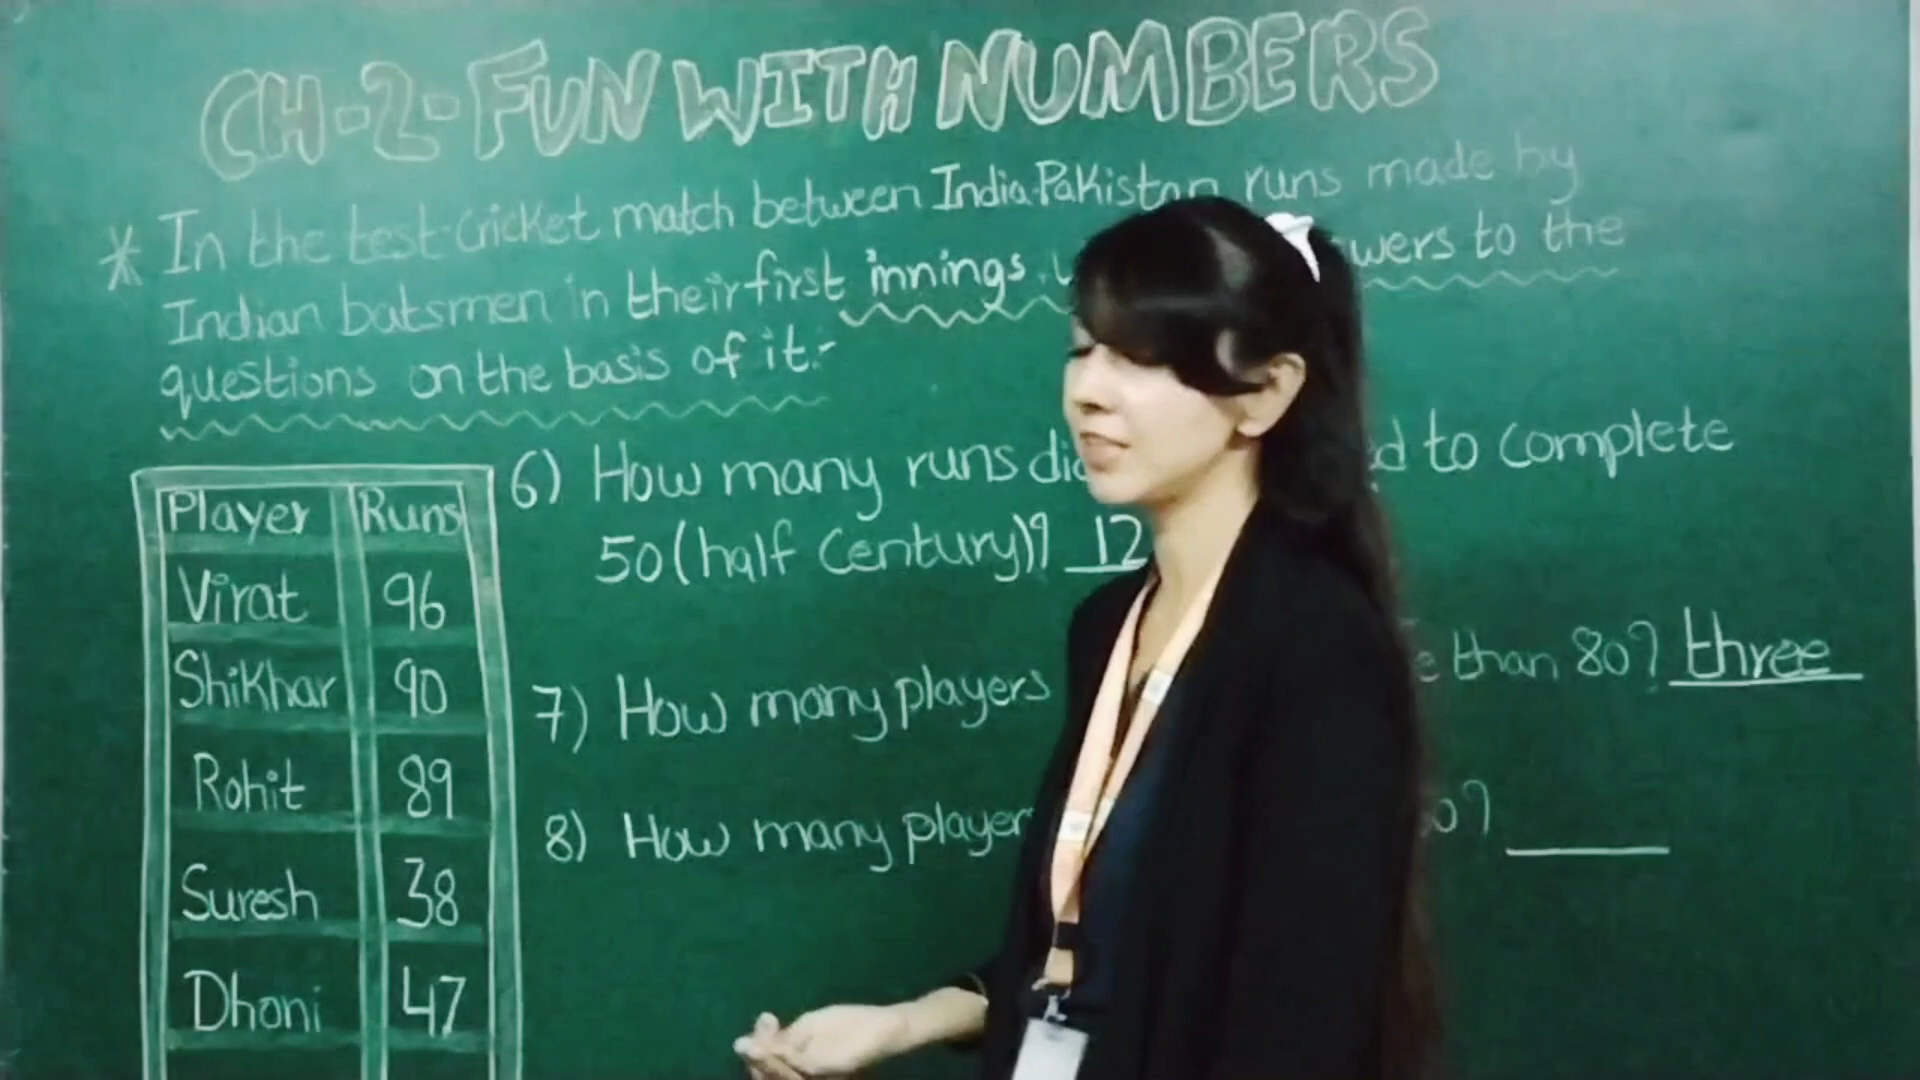 CH-2-FUN WITH NUMBERS
* In the test-cricket match between India-Pakistan runs made by
Indian batsmen in their first innings. wers to the
questions on the basis of it:-
Player Runs
Virat 96
Shikhar 90
Rohit 89
Suresh 38
Dhoni 47
6) How many runs did to complete
50 (half century)? 12
7) How many players than 80? three
8) How many player